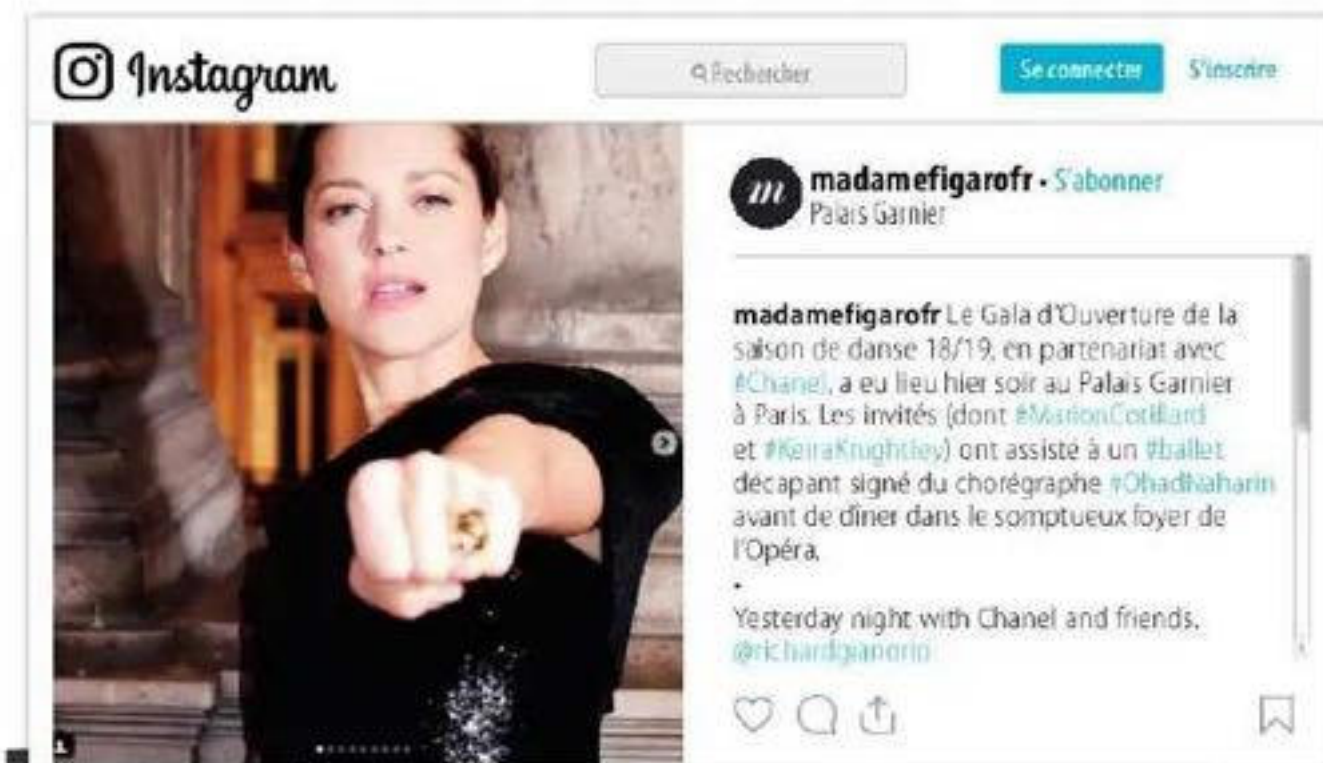 Instagram
Rechercher
Se connecter
S'inscrire
m
madamefigarofr • S'abonner
Palais Garnier
madamefigarofr Le Gala d'Ouverture de la
saison de danse 18/19, en partenariat avec
#Chanel, a eu lieu hier soir au Palais Garnier
à Paris. Les invités (dont #MarionCotillard
et #KeiraKnightley) ont assisté à un #ballet
décapant signé du chorégraphe #OhadNaharin
avant de dîner dans le somptueux foyer de
l'Opéra.
•
Yesterday night with Chanel and friends.
@richardgianorio